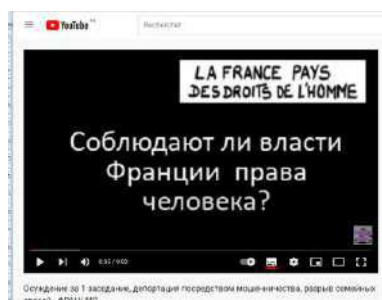 YouTube
Rechercher
LA FRANCE PAYS
DES DROITS DE L'HOMME
Соблюдают ли власти
Франции права
человека?
Осуждение за 1 заседание, депортация посредством мошенничества, разрыв семейных